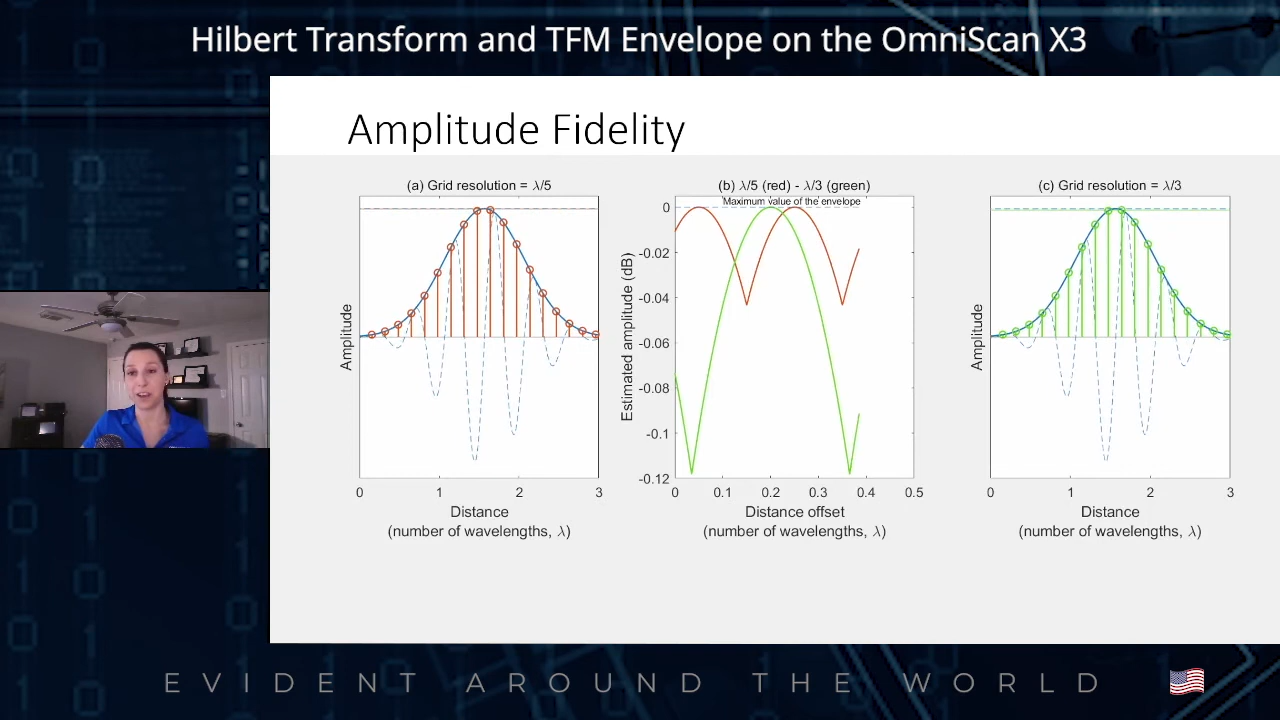 Hilbert Transform and TFM Envelope on the OmniScan X3
Amplitude Fidelity
(a) Grid resolution = λ/5
Amplitude
0 1 2 3
Distance
(number of wavelengths, λ)
(b) λ/5 (red) - λ/3 (green)
Maximum value of the envelope
Estimated amplitude (dB)
0
-0.02
-0.04
-0.06
-0.08
-0.1
-0.12
0 0.1 0.2 0.3 0.4 0.5
Distance offset
(number of wavelengths, λ)
(c) Grid resolution = λ/3
Amplitude
0 1 2 3
Distance
(number of wavelengths, λ)
EVIDENT AROUND THE WORLD